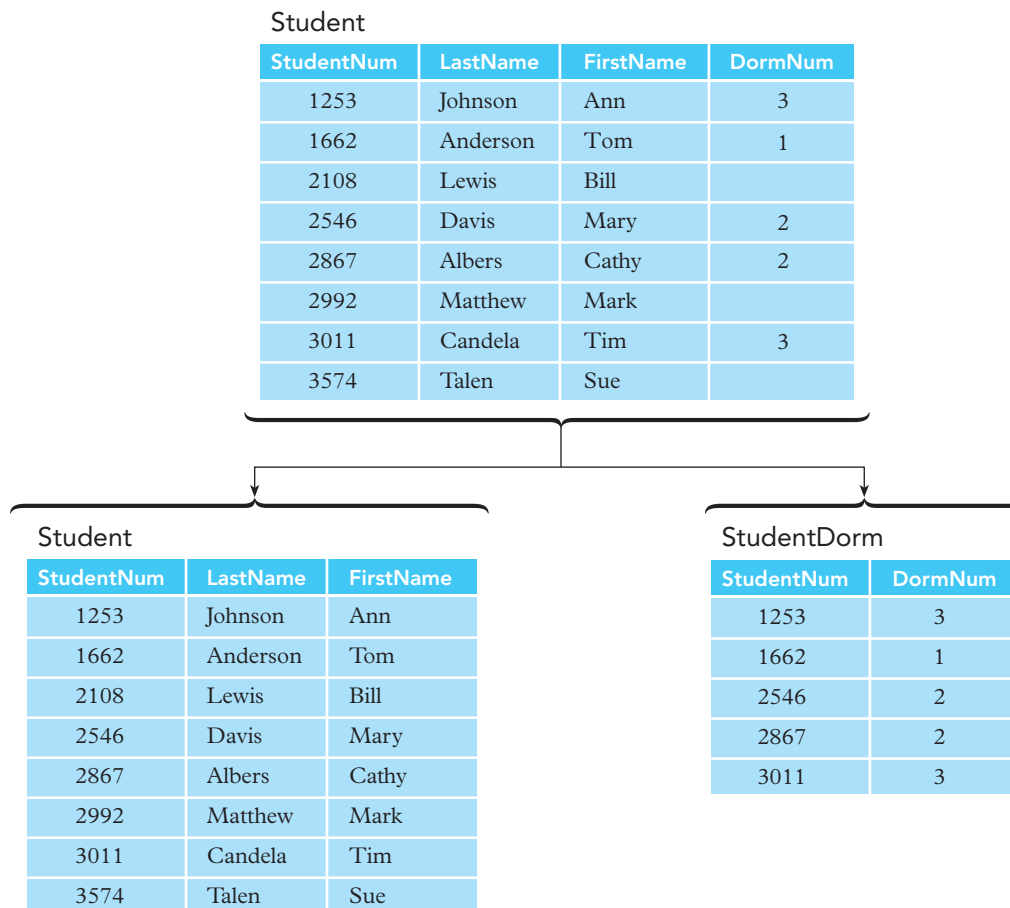 Student
StudentNum LastName FirstName DormNum
1253 Johnson Ann 3
1662 Anderson Tom 1
2108 Lewis Bill
2546 Davis Mary 2
2867 Albers Cathy 2
2992 Matthew Mark
3011 Candela Tim 3
3574 Talen Sue
Student
StudentNum LastName FirstName
1253 Johnson Ann
1662 Anderson Tom
2108 Lewis Bill
2546 Davis Mary
2867 Albers Cathy
2992 Matthew Mark
3011 Candela Tim
3574 Talen Sue
StudentDorm
StudentNum DormNum
1253 3
1662 1
2546 2
2867 2
3011 3